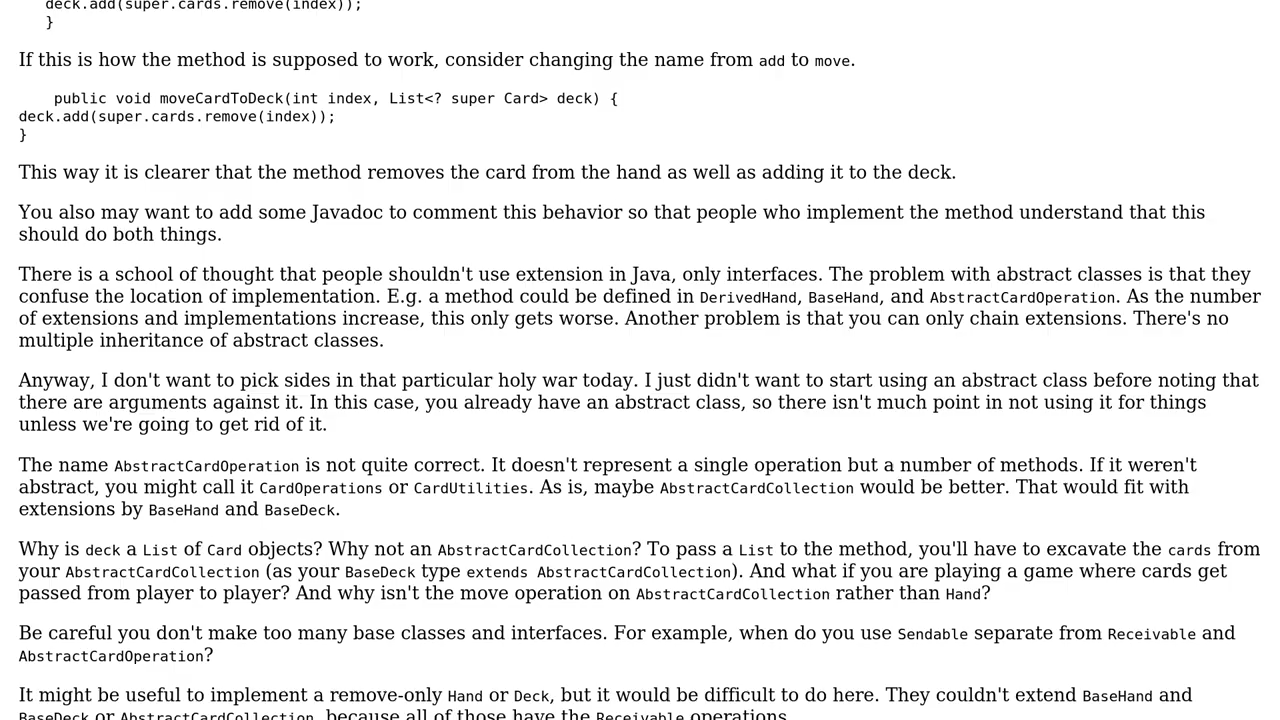 deck.add(super.cards.remove(index));
}
If this is how the method is supposed to work, consider changing the name from add to move.
public void moveCardToDeck(int index, List<? super Card> deck) {
deck.add(super.cards.remove(index));
}
This way it is clearer that the method removes the card from the hand as well as adding it to the deck.
You also may want to add some Javadoc to comment this behavior so that people who implement the method understand that this
should do both things.
There is a school of thought that people shouldn't use extension in Java, only interfaces. The problem with abstract classes is that they
confuse the location of implementation. E.g. a method could be defined in DerivedHand, BaseHand, and AbstractCardOperation. As the number
of extensions and implementations increase, this only gets worse. Another problem is that you can only chain extensions. There's no
multiple inheritance of abstract classes.
Anyway, I don't want to pick sides in that particular holy war today. I just didn't want to start using an abstract class before noting that
there are arguments against it. In this case, you already have an abstract class, so there isn't much point in not using it for things
unless we're going to get rid of it.
The name AbstractCardOperation is not quite correct. It doesn't represent a single operation but a number of methods. If it weren't
abstract, you might call it CardOperations or CardUtilities. As is, maybe AbstractCardCollection would be better. That would fit with
extensions by BaseHand and BaseDeck.
Why is deck a List of Card objects? Why not an AbstractCardCollection? To pass a List to the method, you'll have to excavate the cards from
your AbstractCardCollection (as your BaseDeck type extends AbstractCardCollection). And what if you are playing a game where cards get
passed from player to player? And why isn't the move operation on AbstractCardCollection rather than Hand?
Be careful you don't make too many base classes and interfaces. For example, when do you use Sendable separate from Receivable and
AbstractCardOperation?
It might be useful to implement a remove-only Hand or Deck, but it would be difficult to do here. They couldn't extend BaseHand and
BaseDeck or AbstractCardCollection, because all of those have the Receivable operations.